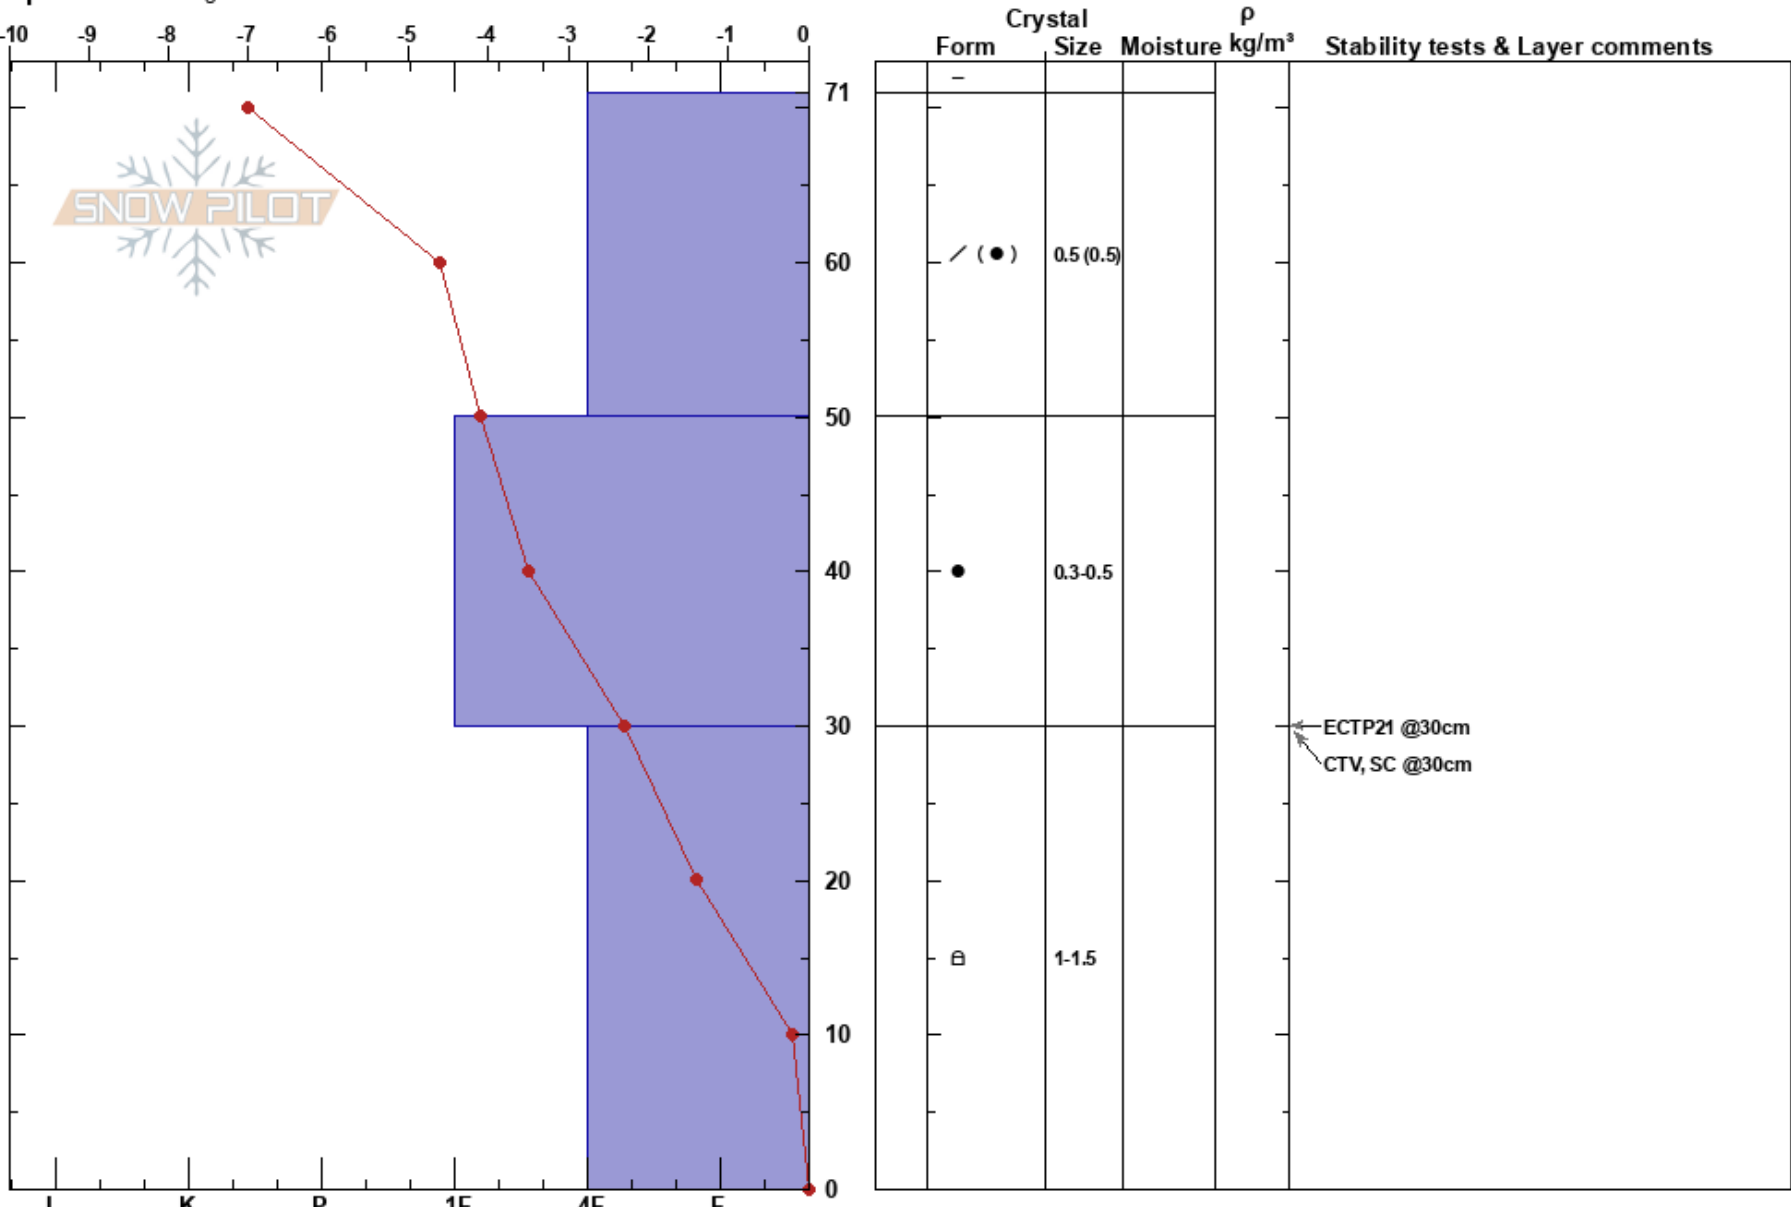 -10 -9 -8 -7 -6 -5 -4 -3 -2 -1 0
Crystal ρ
Form Size Moisture kg/m³ Stability tests & Layer comments
71
SNOW PILOT
60 / (●) 0.5 (0.5)
50
40 ● 0.3-0.5
30 ECTP21 @30cm
CTV, SC @30cm
20
1-1.5
10
0
I K P 1F 4F F